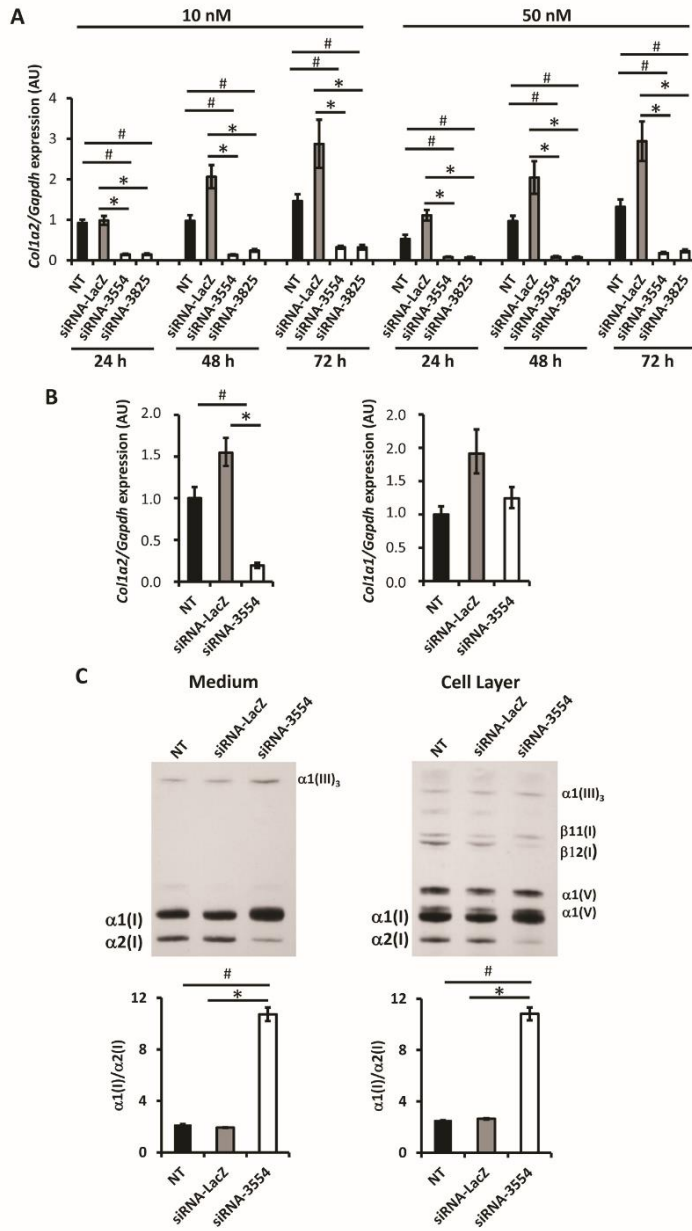 A
10 nM
50 nM
# # # # # #
# # # # # #
* * * * * *
* * * * * *
Col1a2/Gapdh expression (AU)
4
3
2
1
0
NT siRNA-LacZ siRNA-3554 siRNA-3825 NT siRNA-LacZ siRNA-3554 siRNA-3825 NT siRNA-LacZ siRNA-3554 siRNA-3825 NT siRNA-LacZ siRNA-3554 siRNA-3825 NT siRNA-LacZ siRNA-3554 siRNA-3825 NT siRNA-LacZ siRNA-3554 siRNA-3825
24 h 48 h 72 h 24 h 48 h 72 h
B
#
*
Col1a2/Gapdh expression (AU)
2.0
1.5
1.0
0.5
0.0
NT siRNA-LacZ siRNA-3554
Col1a1/Gapdh expression (AU)
2.0
1.5
1.0
0.5
0.0
NT siRNA-LacZ siRNA-3554
C
Medium
NT siRNA-LacZ siRNA-3554
α1(III)₃
α1(I)
α2(I)
Cell Layer
NT siRNA-LacZ siRNA-3554
α1(III)₃
β11(I)
β12(I)
α1(V)
α1(V)
α1(I)
α2(I)
#
*
α1(I)/α2(I)
12
8
4
0
NT siRNA-LacZ siRNA-3554
#
*
α1(I)/α2(I)
12
8
4
0
NT siRNA-LacZ siRNA-3554